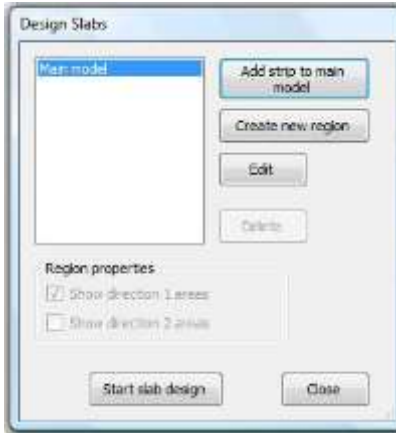 Design Slabs
Main model
Add strip to main
model
Create new region
Edit
Delete
Region properties
Show direction 1 areas
Show direction 2 areas
Start slab design
Close